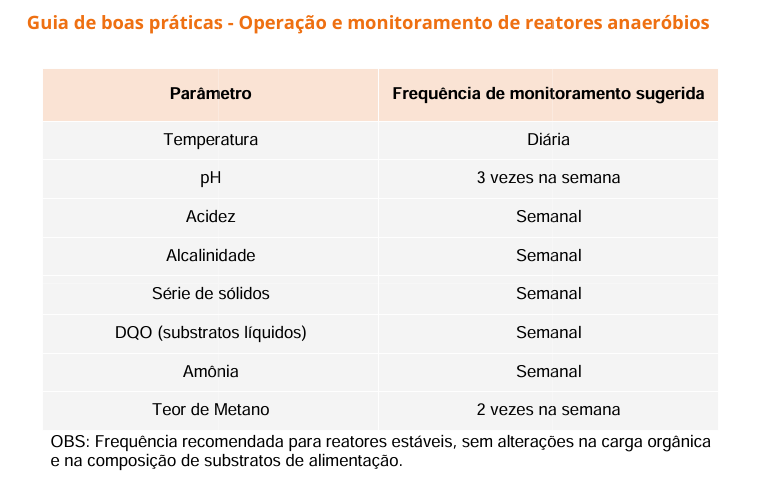 Guia de boas práticas - Operação e monitoramento de reatores anaeróbios
Parâmetro Frequência de monitoramento sugerida
Temperatura Diária
pH 3 vezes na semana
Acidez Semanal
Alcalinidade Semanal
Série de sólidos Semanal
DQO (substratos líquidos) Semanal
Amônia Semanal
Teor de Metano 2 vezes na semana
OBS: Frequência recomendada para reatores estáveis, sem alterações na carga orgânica
e na composição de substratos de alimentação.